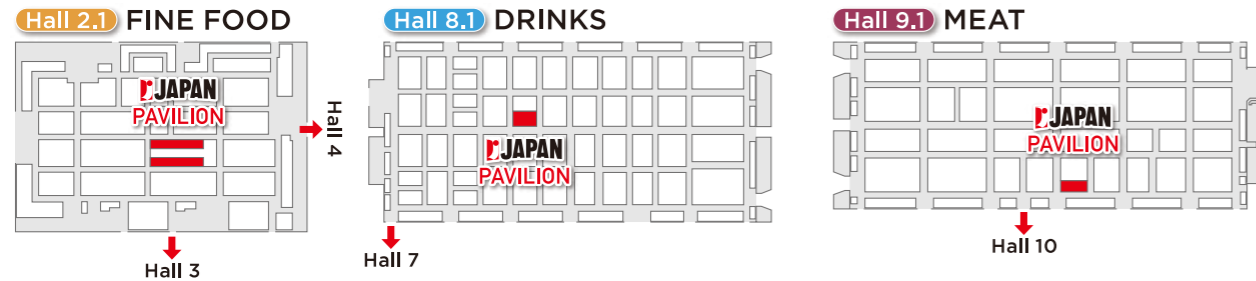 Hall 2.1 FINE FOOD
JAPAN
PAVILION
Hall 4
Hall 3
Hall 8.1 DRINKS
JAPAN
PAVILION
Hall 7
Hall 9.1 MEAT
JAPAN
PAVILION
Hall 10